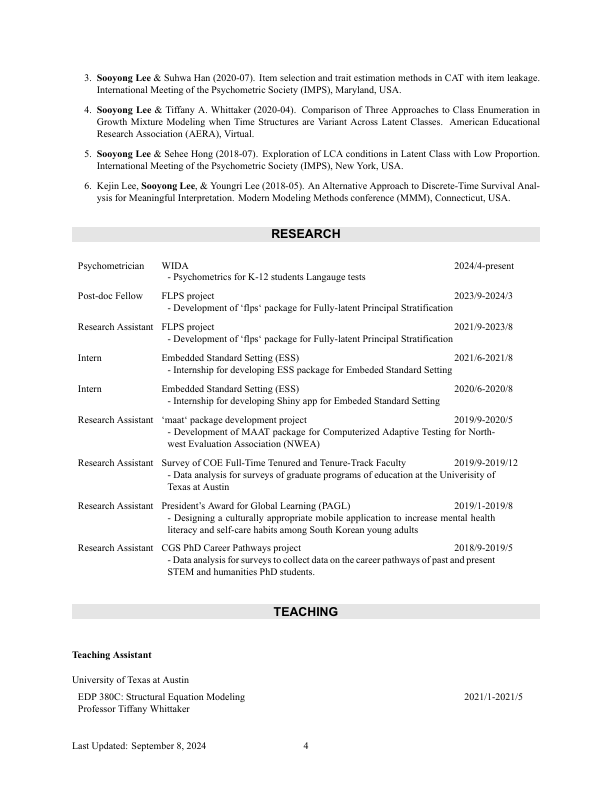 3. Sooyong Lee & Suhwa Han (2020-07). Item selection and trait estimation methods in CAT with item leakage.
International Meeting of the Psychometric Society (IMPS), Maryland, USA.
4. Sooyong Lee & Tiffany A. Whittaker (2020-04). Comparison of Three Approaches to Class Enumeration in
Growth Mixture Modeling when Time Structures are Variant Across Latent Classes. American Educational
Research Association (AERA), Virtual.
5. Sooyong Lee & Sehee Hong (2018-07). Exploration of LCA conditions in Latent Class with Low Proportion.
International Meeting of the Psychometric Society (IMPS), New York, USA.
6. Kejin Lee, Sooyong Lee, & Youngri Lee (2018-05). An Alternative Approach to Discrete-Time Survival Anal-
ysis for Meaningful Interpretation. Modern Modeling Methods conference (MMM), Connecticut, USA.
RESEARCH
Psychometrician WIDA 2024/4-present
- Psychometrics for K-12 students Langauge tests
Post-doc Fellow FLPS project 2023/9-2024/3
- Development of ‘flps‘ package for Fully-latent Principal Stratification
Research Assistant FLPS project 2021/9-2023/8
- Development of ‘flps‘ package for Fully-latent Principal Stratification
Intern Embedded Standard Setting (ESS) 2021/6-2021/8
- Internship for developing ESS package for Embeded Standard Setting
Intern Embedded Standard Setting (ESS) 2020/6-2020/8
- Internship for developing Shiny app for Embeded Standard Setting
Research Assistant ‘maat‘ package development project 2019/9-2020/5
- Development of MAAT package for Computerized Adaptive Testing for North-
west Evaluation Association (NWEA)
Research Assistant Survey of COE Full-Time Tenured and Tenure-Track Faculty 2019/9-2019/12
- Data analysis for surveys of graduate programs of education at the Univerisity of
Texas at Austin
Research Assistant President’s Award for Global Learning (PAGL) 2019/1-2019/8
- Designing a culturally appropriate mobile application to increase mental health
literacy and self-care habits among South Korean young adults
Research Assistant CGS PhD Career Pathways project 2018/9-2019/5
- Data analysis for surveys to collect data on the career pathways of past and present
STEM and humanities PhD students.
TEACHING
Teaching Assistant
University of Texas at Austin
EDP 380C: Structural Equation Modeling 2021/1-2021/5
Professor Tiffany Whittaker
Last Updated: September 8, 2024 4